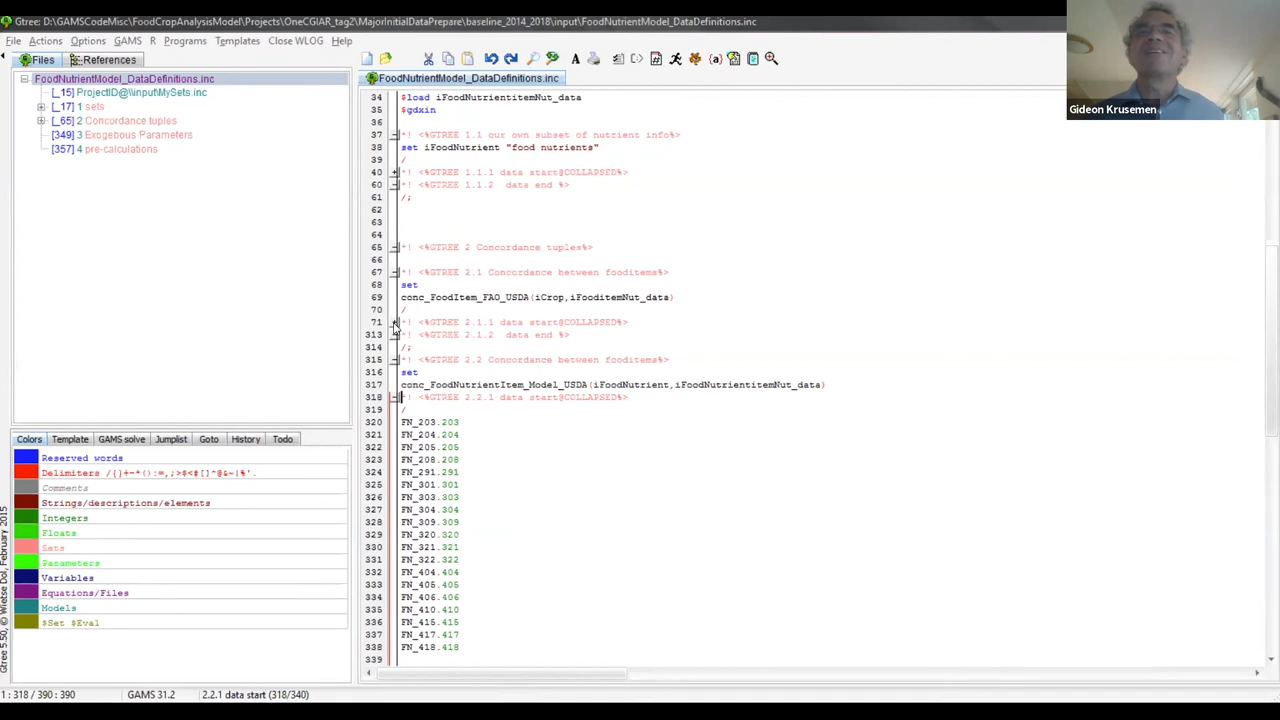 Gtree: D:\GAMSCodeMisc\FoodCropAnalysisModel\Projects\OneCGIAR_tag2\MajorInitialDataPrepare\baseline_2014_2018\input\FoodNutrientModel_DataDefinitions.inc
File Actions Options GAMS R Programs Templates Close WLOG Help
Files References
FoodNutrientModel_DataDefinitions.inc
[_15] ProjectID@\\inputMySets.inc
[_17] 1 sets
[_65] 2 Concordance tuples
[349] 3 Exogebous Parameters
[357] 4 pre-calculations
FoodNutrientModel_DataDefinitions.inc
34 $load iFoodNutrientitemNut_data
35 $gdxin
36
37 *! <%GTREE 1.1 our own subset of nutrient info%>
38 set iFoodNutrient "food nutrients"
39 /
40 *! <%GTREE 1.1.1 data start@COLLAPSED%>
60 *! <%GTREE 1.1.2  data end %>
61 /;
62
63
64
65 *! <%GTREE 2 Concordance tuples%>
66
67 *! <%GTREE 2.1 Concordance between fooditems%>
68 set
69 conc_FoodItem_FAO_USDA(iCrop,iFooditemNut_data)
70 /
71 *! <%GTREE 2.1.1 data start@COLLAPSED%>
313 *! <%GTREE 2.1.2  data end %>
314 /;
315 *! <%GTREE 2.2 Concordance between fooditems%>
316 set
317 conc_FoodNutrientItem_Model_USDA(iFoodNutrient,iFoodNutrientitemNut_data)
318 *! <%GTREE 2.2.1 data start@COLLAPSED%>
319 /
320 FN_203.203
321 FN_204.204
322 FN_205.205
323 FN_208.208
324 FN_291.291
325 FN_301.301
326 FN_303.303
327 FN_304.304
328 FN_309.309
329 FN_320.320
330 FN_321.321
331 FN_322.322
332 FN_404.404
333 FN_405.405
334 FN_406.406
335 FN_410.410
336 FN_415.415
337 FN_417.417
338 FN_418.418
339
Colors Template GAMS solve Jumplist Goto History Todo
Reserved words
Delimiters /{}+-*():=,;>$<#[]^@&~|%'.
Comments
Strings/descriptions/elements
Integers
Floats
Sets
Parameters
Variables
Equations/Files
Models
$Set $Eval
Gtree 5.50, © Wietse Dol, February 2015
1 : 318 / 390 : 390 GAMS 31.2 2.2.1 data start (318/340)
Gideon Krusemen